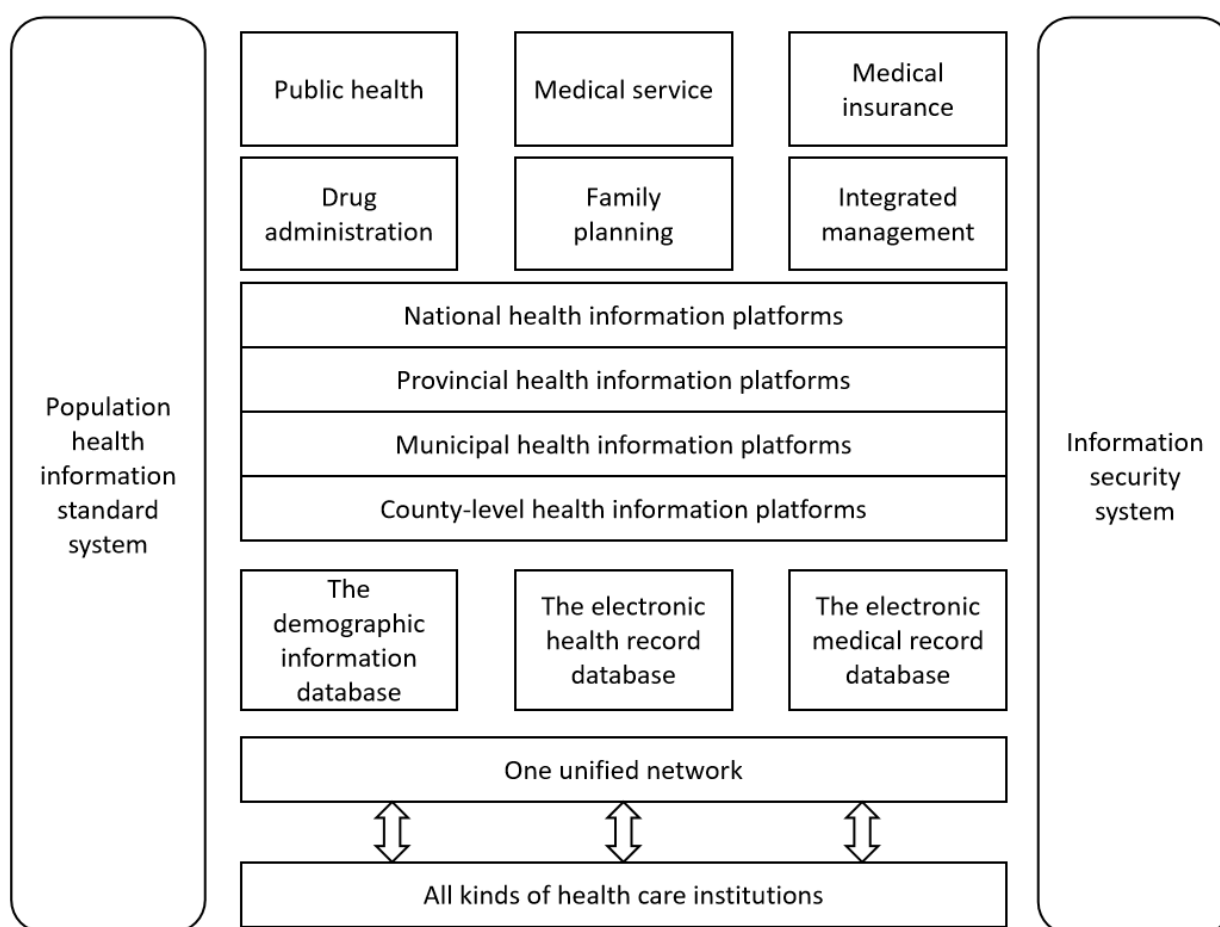 Public health
Medical service
Medical
insurance
Drug
administration
Family
planning
Integrated
management
National health information platforms
Provincial health information platforms
Municipal health information platforms
County-level health information platforms
Population
health
information
standard
system
Information
security
system
The
demographic
information
database
The electronic
health record
database
The electronic
medical record
database
One unified network
All kinds of health care institutions